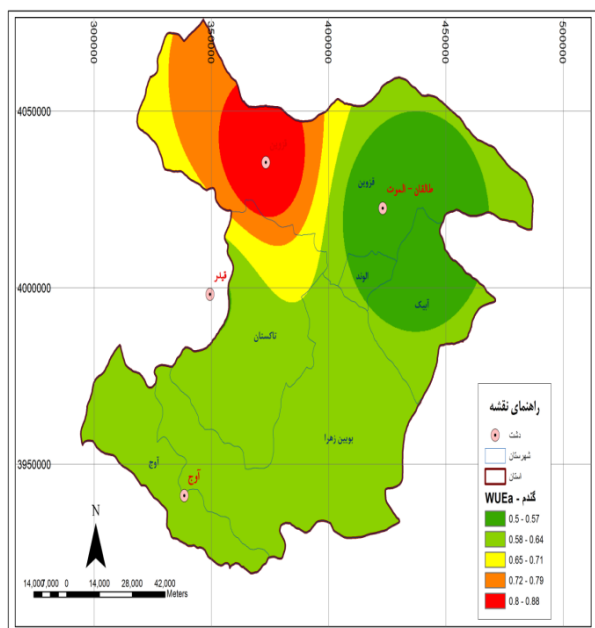 300000
350000
400000
450000
500000
4050000
4000000
3950000
قزوین
طالقان - الموت
الوند
آبیک
قیدر
تاکستان
بویین زهرا
آوج
آوج
راهنمای نقشه
دشت
شهرستان
استان
گندم - WUEa
0.5 - 0.57
0.58 - 0.64
0.65 - 0.71
0.72 - 0.79
0.8 - 0.88
N
14,000
7,000
0
14,000
28,000
42,000
Meters